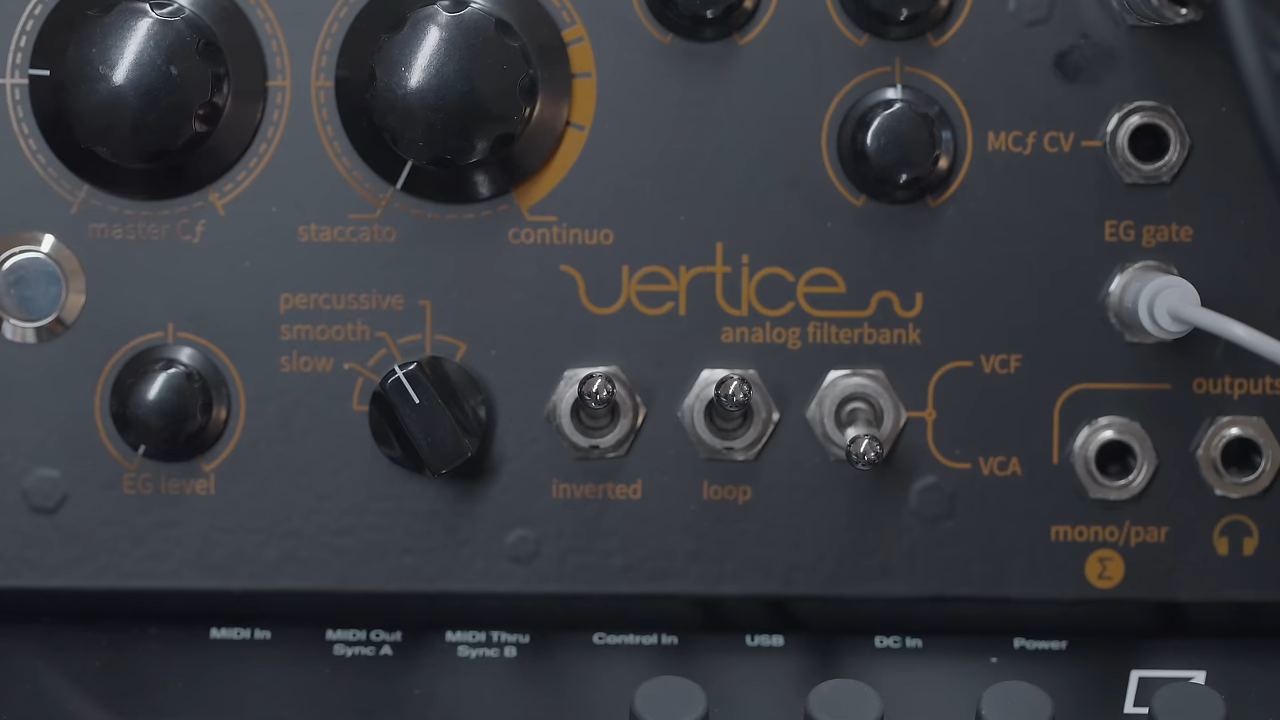 MCƒ CV
master Cƒ
staccato
continuo
EG gate
vertice
analog filterbank
percussive
smooth
slow
VCF
outputs
VCA
EG level
inverted
loop
mono/par
Σ
MIDI In
MIDI Out
Sync A
MIDI Thru
Sync B
Control In
USB
DC In
Power